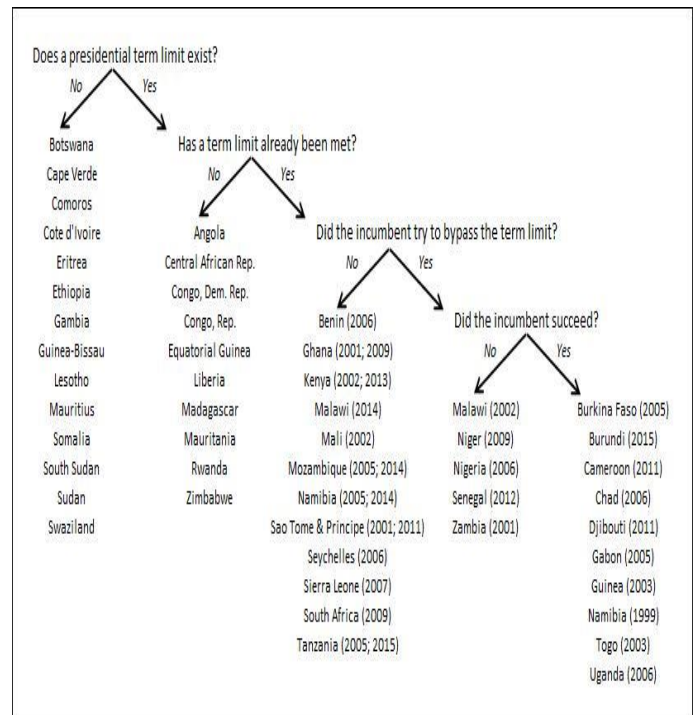 Does a presidential term limit exist?
No
Yes
Botswana
Cape Verde
Comoros
Cote d'Ivoire
Eritrea
Ethiopia
Gambia
Guinea-Bissau
Lesotho
Mauritius
Somalia
South Sudan
Sudan
Swaziland
Has a term limit already been met?
No
Yes
Angola
Central African Rep.
Congo, Dem. Rep.
Congo, Rep.
Equatorial Guinea
Liberia
Madagascar
Mauritania
Rwanda
Zimbabwe
Did the incumbent try to bypass the term limit?
No
Yes
Benin (2006)
Ghana (2001; 2009)
Kenya (2002; 2013)
Malawi (2014)
Mali (2002)
Mozambique (2005; 2014)
Namibia (2005; 2014)
Sao Tome & Principe (2001; 2011)
Seychelles (2006)
Sierra Leone (2007)
South Africa (2009)
Tanzania (2005; 2015)
Did the incumbent succeed?
No
Yes
Malawi (2002)
Niger (2009)
Nigeria (2006)
Senegal (2012)
Zambia (2001)
Burkina Faso (2005)
Burundi (2015)
Cameroon (2011)
Chad (2006)
Djibouti (2011)
Gabon (2005)
Guinea (2003)
Namibia (1999)
Togo (2003)
Uganda (2006)